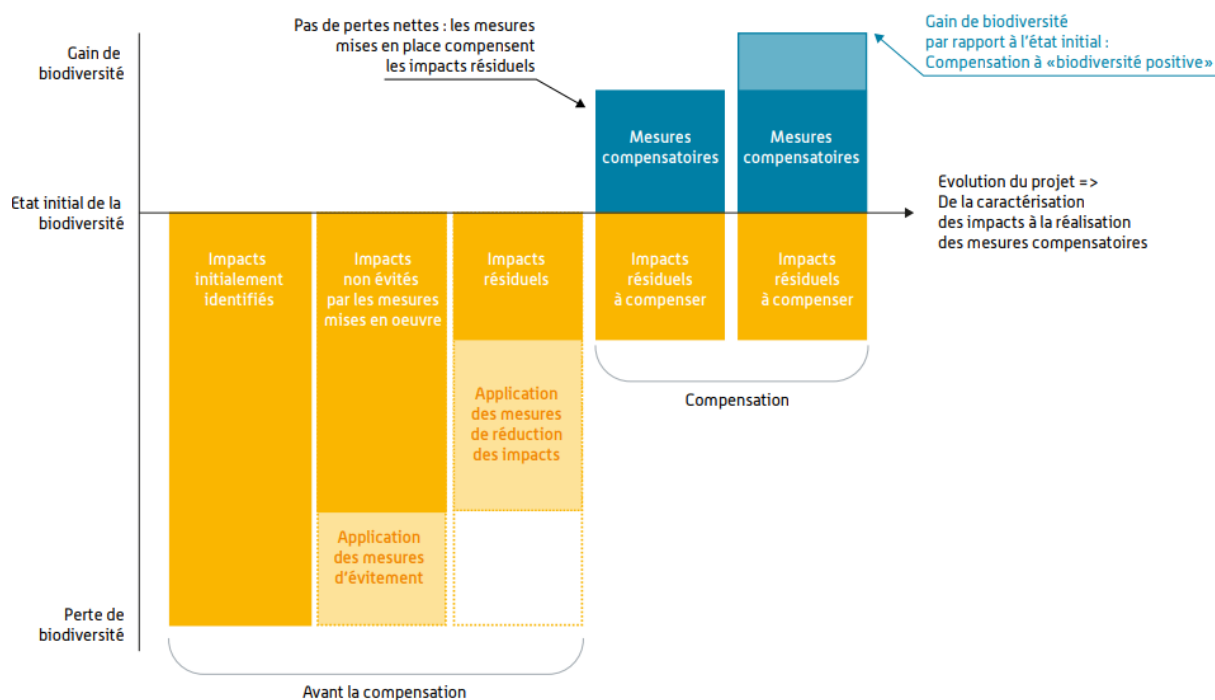 Pas de pertes nettes : les mesures
mises en place compensent
les impacts résiduels
Gain de biodiversité
par rapport à l'état initial :
Compensation à «biodiversité positive»
Gain de
biodiversité
Mesures
compensatoires
Mesures
compensatoires
Etat initial de la
biodiversité
Evolution du projet =>
De la caractérisation
des impacts à la réalisation
des mesures compensatoires
Impacts
initialement
identifiés
Impacts
non évités
par les mesures
mises en oeuvre
Impacts
résiduels
Impacts
résiduels
à compenser
Impacts
résiduels
à compenser
Application
des mesures
de réduction
des impacts
Compensation
Application
des mesures
d'évitement
Perte de
biodiversité
Avant la compensation